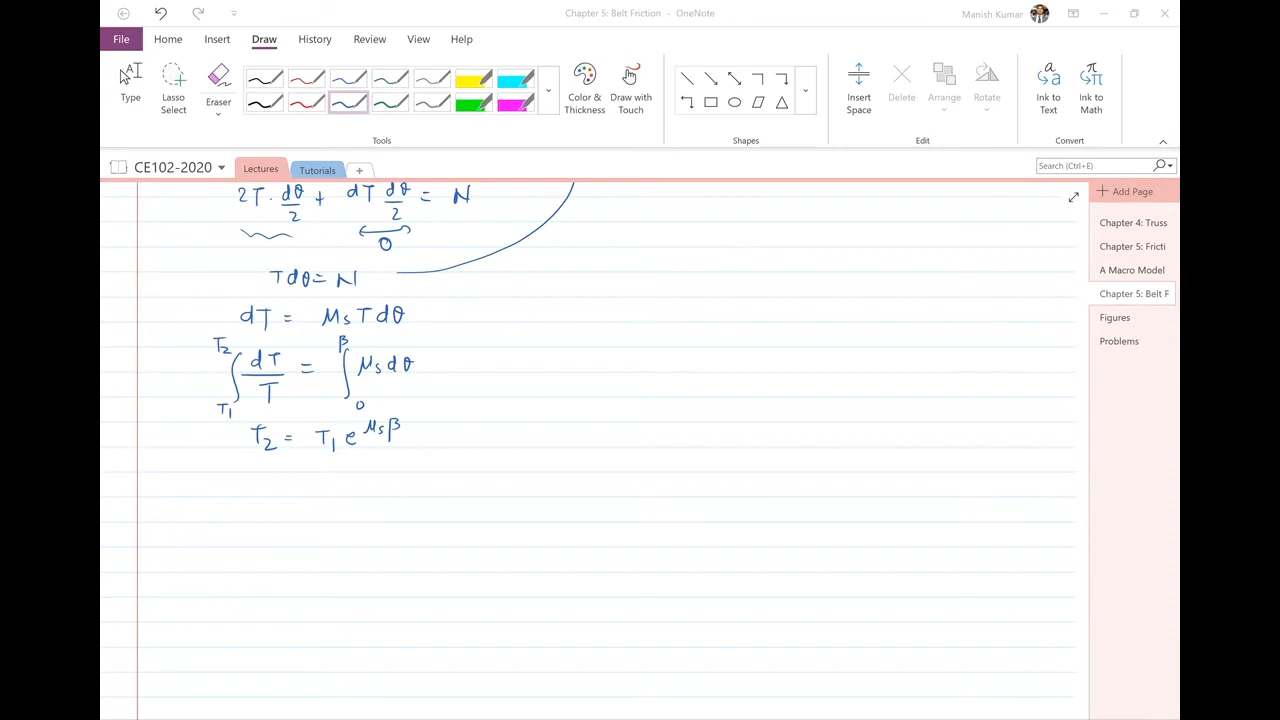 Chapter 5: Belt Friction - OneNote
Manish Kumar
File Home Insert Draw History Review View Help
Type
Lasso Select
Eraser
Color & Thickness
Draw with Touch
Insert Space
Delete
Arrange
Rotate
Ink to Text
Ink to Math
Tools
Shapes
Edit
Convert
CE102-2020
Lectures
Tutorials
+
Search (Ctrl+E)
+ Add Page
Chapter 4: Truss
Chapter 5: Fricti
A Macro Model
Chapter 5: Belt F
Figures
Problems
2T · dθ/2 + dT dθ/2 = N
0
T dθ = N
dT = μs T dθ
∫_{T1}^{T2} dT/T = ∫_0^β μs dθ
T2 = T1 e^{μs β}